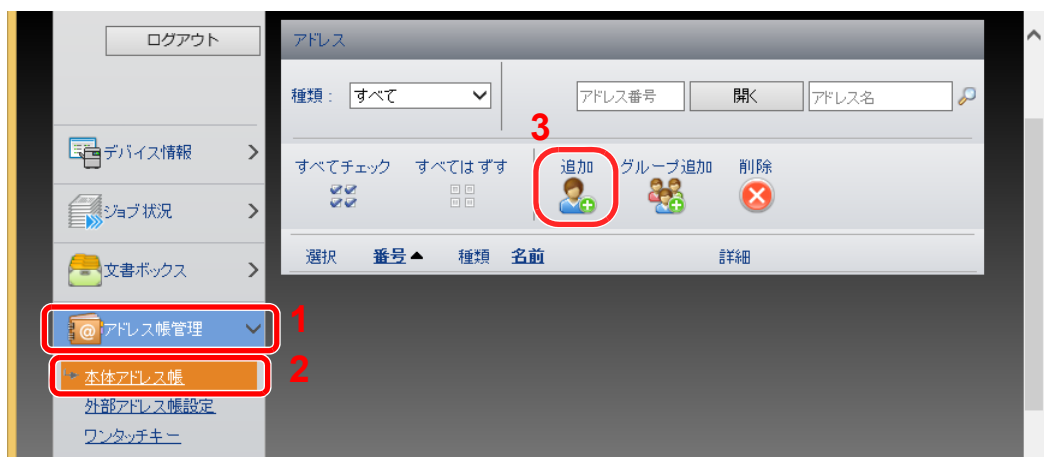 ログアウト
アドレス
種類 : すべて
アドレス番号
開く
アドレス名
3
デバイス情報
すべてチェック すべてはずす 追加 グループ追加 削除
ジョブ状況
選択 番号▲ 種類 名前 詳細
文書ボックス
アドレス帳管理
1
本体アドレス帳
2
外部アドレス帳設定
ワンタッチキー